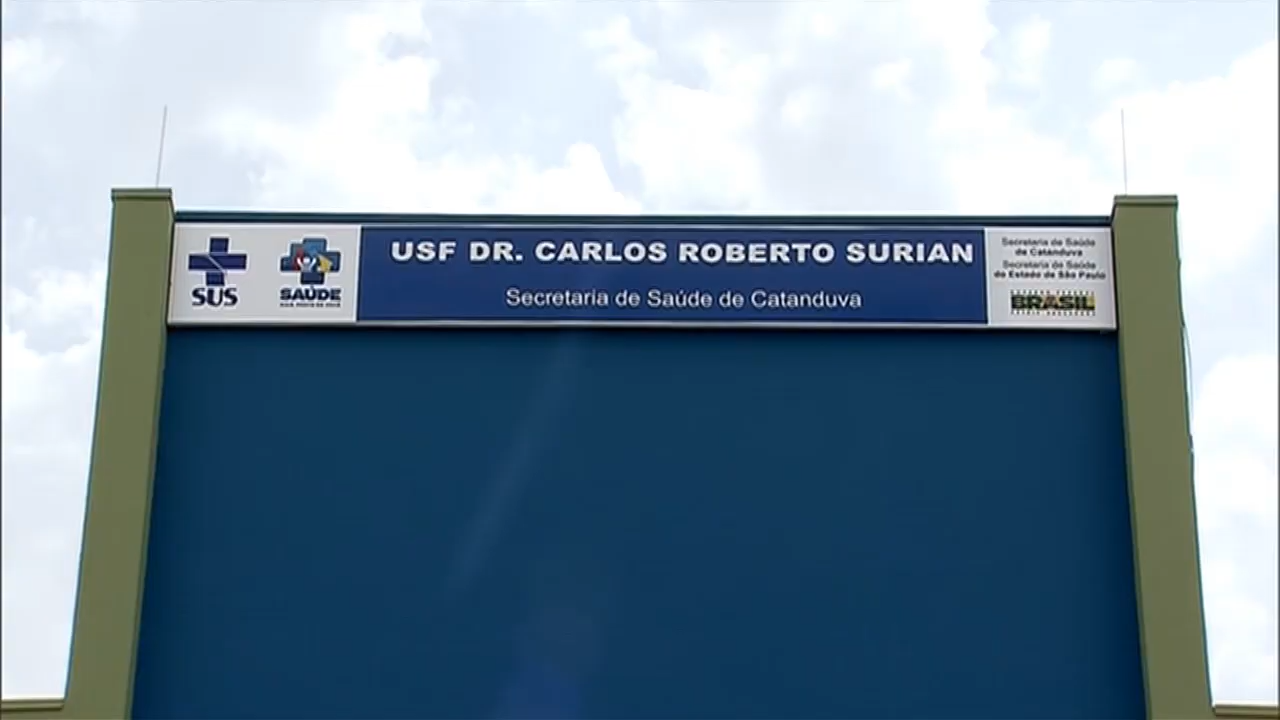 SUS
SAÚDE
USF DR. CARLOS ROBERTO SURIAN
Secretaria de Saúde de Catanduva
Secretaria de Saúde
de Catanduva
Secretaria de Saúde
do Estado de São Paulo
BRASIL